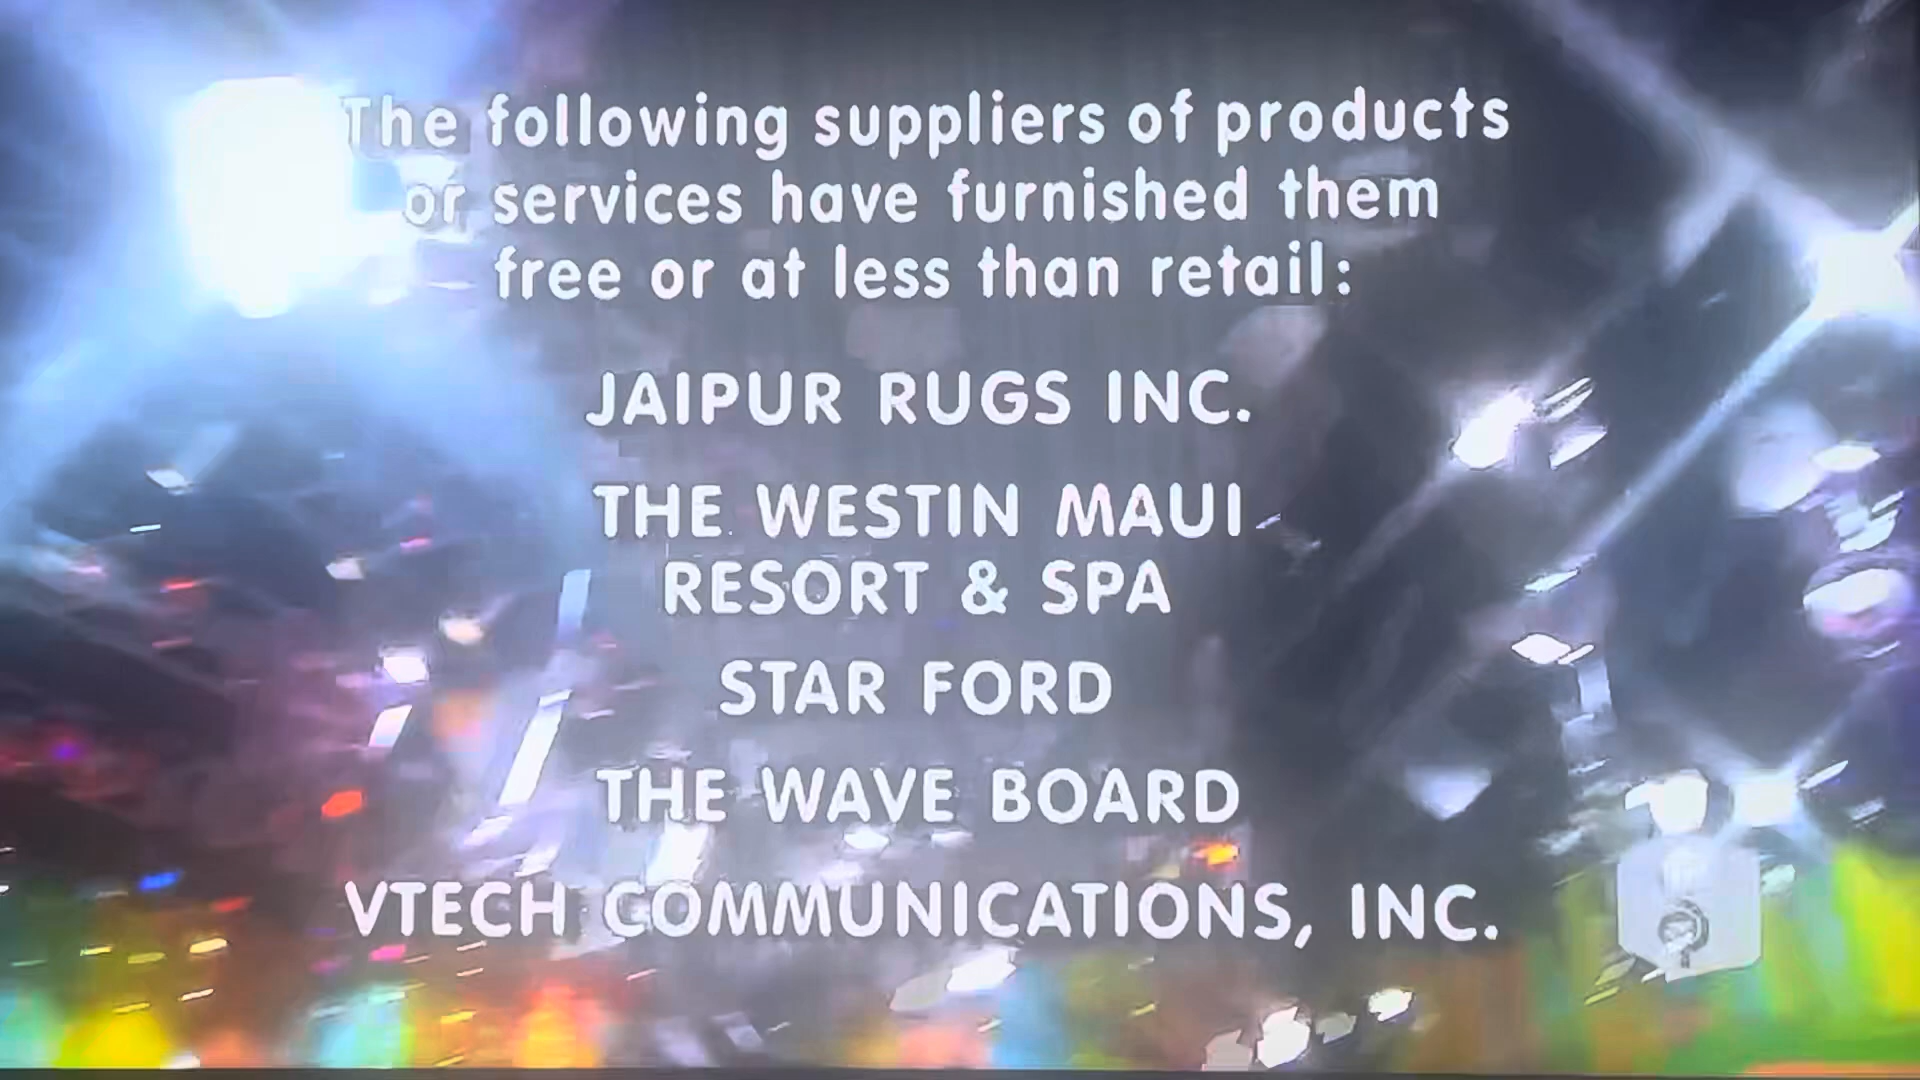 The following suppliers of products
or services have furnished them
free or at less than retail:
JAIPUR RUGS INC.
THE WESTIN MAUI
RESORT & SPA
STAR FORD
THE WAVE BOARD
VTECH COMMUNICATIONS, INC.